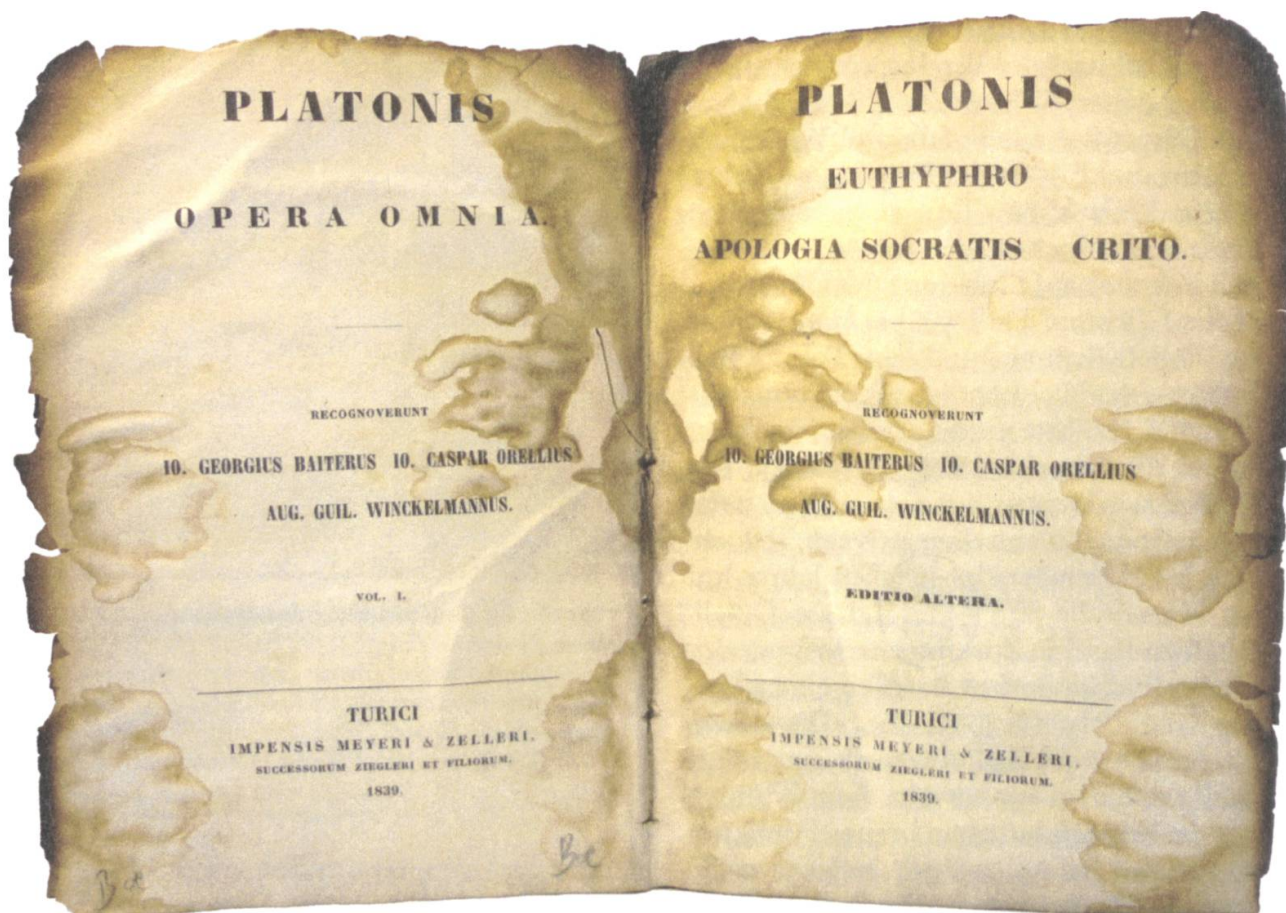 PLATONIS
OPERA OMNIA.
RECOGNOVERUNT
IO. GEORGIUS BAITERUS IO. CASPAR ORELLIUS
AUG. GUIL. WINCKELMANNUS.
VOL. I.
TURICI
IMPENSIS MEYERI & ZELLERI,
SUCCESSORUM ZIEGLERI ET FILIORUM.
1839.
PLATONIS
EUTHYPHRO
APOLOGIA SOCRATIS CRITO.
RECOGNOVERUNT
IO. GEORGIUS BAITERUS IO. CASPAR ORELLIUS
AUG. GUIL. WINCKELMANNUS.
EDITIO ALTERA.
TURICI
IMPENSIS MEYERI & ZELLERI,
SUCCESSORUM ZIEGLERI ET FILIORUM.
1839.